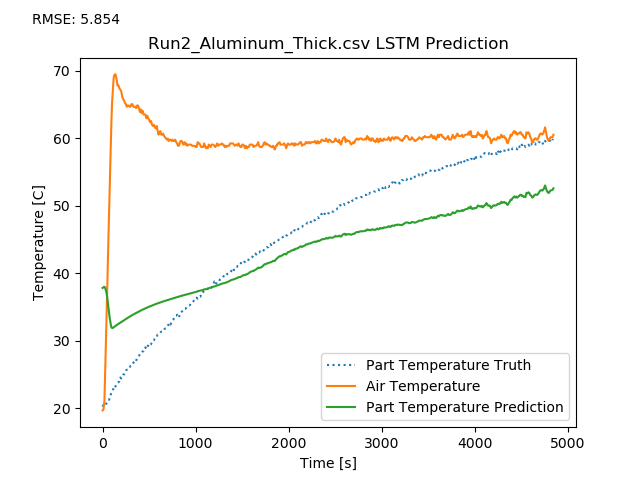 RMSE: 5.854
Run2_Aluminum_Thick.csv LSTM Prediction
Temperature [C]
70
60
50
40
30
20
Part Temperature Truth
Air Temperature
Part Temperature Prediction
0 1000 2000 3000 4000 5000
Time [s]